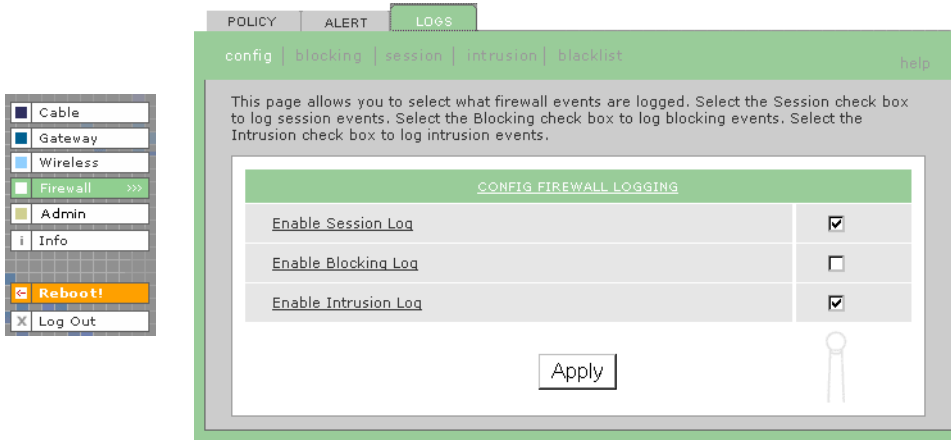 POLICY ALERT LOGS
config | blocking | session | intrusion | blacklist
help
Cable
Gateway
Wireless
Firewall >>>
Admin
i Info
Reboot!
X Log Out
This page allows you to select what firewall events are logged. Select the Session check box
to log session events. Select the Blocking check box to log blocking events. Select the
Intrusion check box to log intrusion events.
CONFIG FIREWALL LOGGING
Enable Session Log
Enable Blocking Log
Enable Intrusion Log
Apply